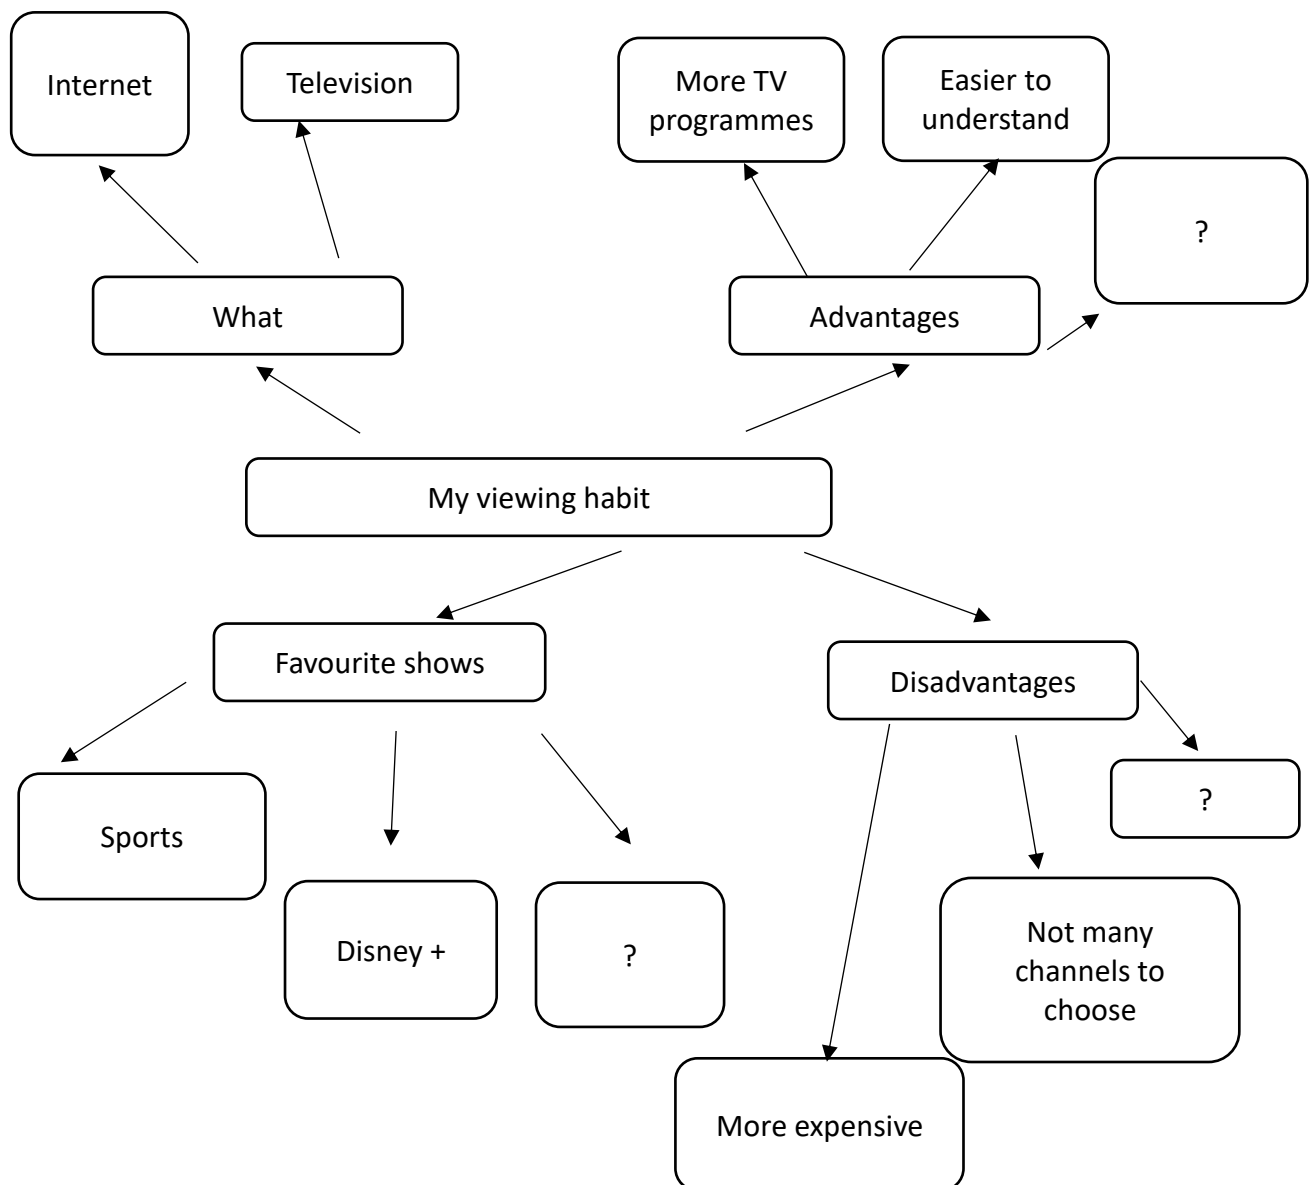 Internet
Television
More TV
programmes
Easier to
understand
?
What
Advantages
My viewing habit
Favourite shows
Disadvantages
Sports
Disney +
?
?
Not many
channels to
choose
More expensive